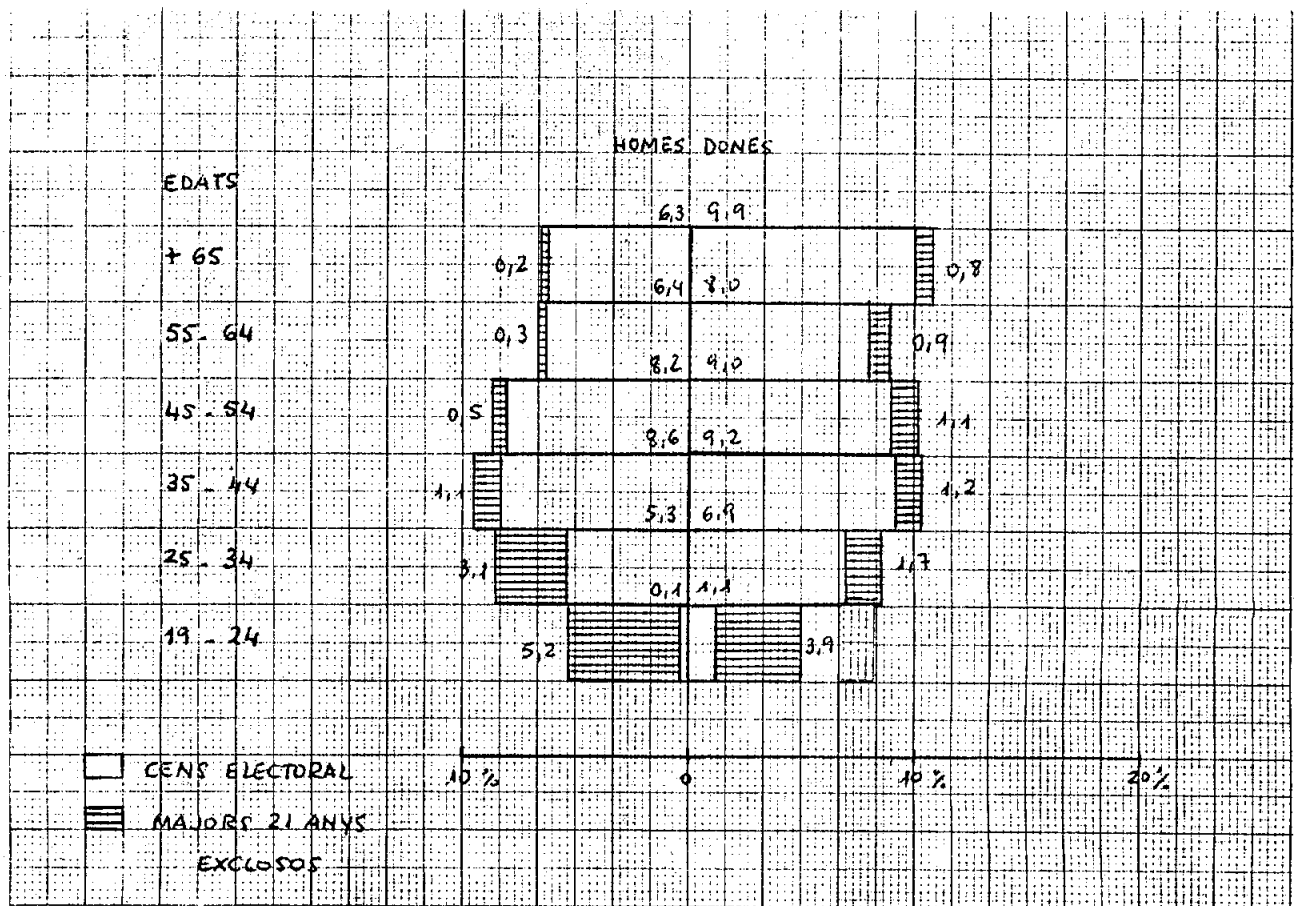 HOMES DONES
EDATS
6,3 9,9
+ 65
0,2 0,8
6,4 8,0
55 - 64
0,3 0,9
8,2 9,0
45 - 54
0,5 1,1
8,6 9,2
35 - 44
1,1 1,2
5,3 6,9
25 - 34
3,1 1,7
0,1 1,1
19 - 24
5,2 3,9
10 % 0 10 % 20 %
CENS ELECTORAL
MAJORS 21 ANYS
EXCLOSOS